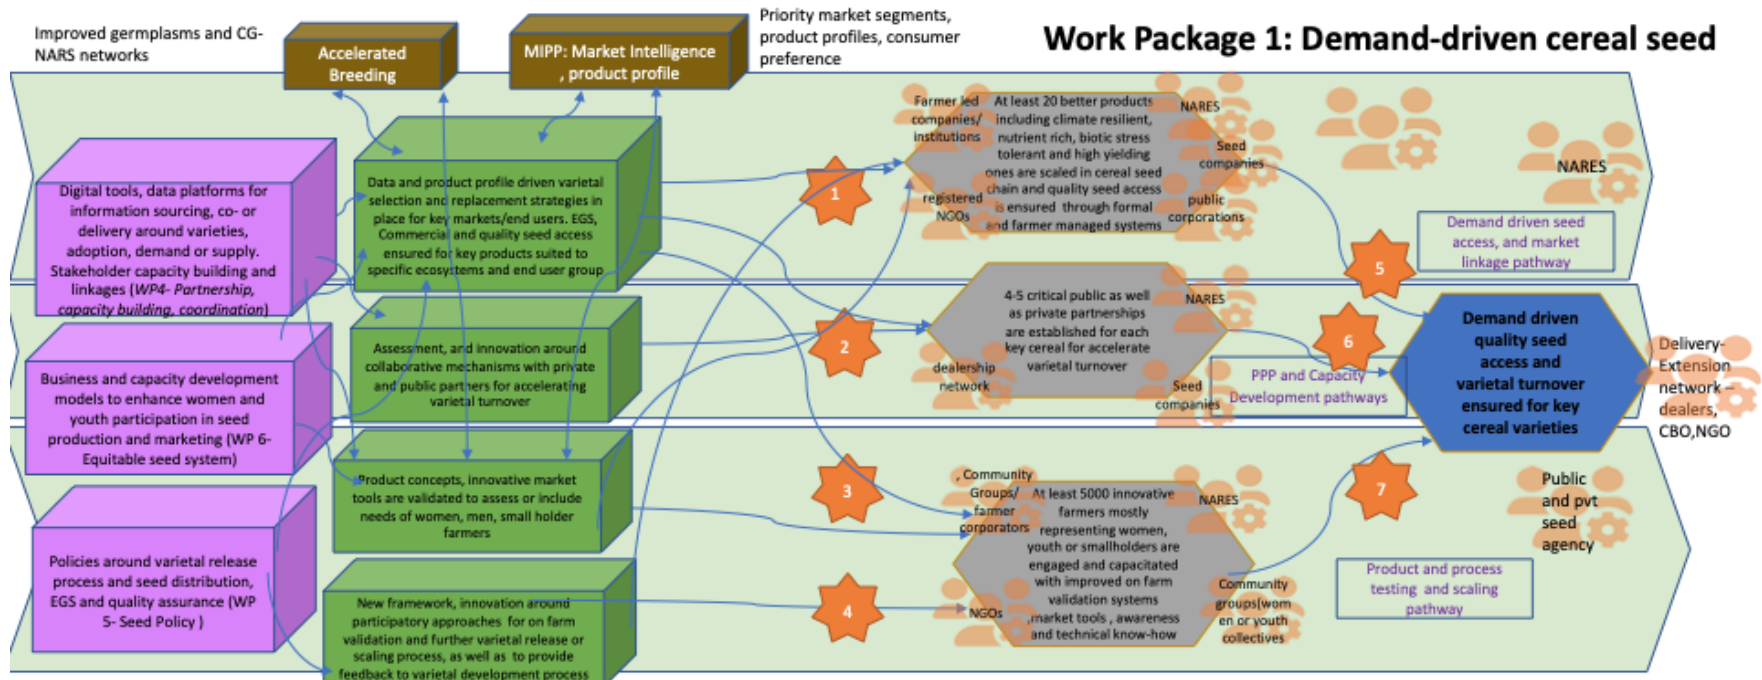 Improved germplasms and CG-
NARS networks
Accelerated
Breeding
MIPP: Market Intelligence
, product profile
Priority market segments,
product profiles, consumer
preference
Work Package 1: Demand-driven cereal seed
Digital tools, data platforms for
information sourcing, co- or
delivery around varieties,
adoption, demand or supply.
Stakeholder capacity building and
linkages (WP4- Partnership,
capacity building, coordination)
Business and capacity development
models to enhance women and
youth participation in seed
production and marketing (WP 6-
Equitable seed system)
Policies around varietal release
process and seed distribution,
EGS and quality assurance (WP
5- Seed Policy )
Data and product profile driven varietal
selection and replacement strategies in
place for key markets/end users. EGS,
Commercial and quality seed access
ensured for key products suited to
specific ecosystems and end user group
Assessment, and innovation around
collaborative mechanisms with private
and public partners for accelerating
varietal turnover
Product concepts, innovative market
tools are validated to assess or include
needs of women, men, small holder
farmers
New framework, innovation around
participatory approaches for on farm
validation and further varietal release or
scaling process, as well as to provide
feedback to varietal development process
1
2
3
4
Farmer led
companies/
institutions
registered
NGOs
At least 20 better products
including climate resilient,
nutrient rich, biotic stress
tolerant and high yielding
ones are scaled in cereal seed
chain and quality seed access
is ensured through formal
and farmer managed systems
NARES
Seed
companies
public
corporations
dealership
network
4-5 critical public as well
as private partnerships
are established for each
key cereal for accelerate
varietal turnover
NARES
Seed
companies
, Community
Groups/
farmer
corporators
NGOs
At least 5000 innovative
farmers mostly
representing women,
youth or smallholders are
engaged and capacitated
with improved on farm
validation systems
,market tools , awareness
and technical know-how
NARES
Community
groups(wom
en or youth
collectives
5
6
7
NARES
Demand driven seed
access, and market
linkage pathway
PPP and Capacity
Development pathways
Product and process
testing and scaling
pathway
Demand driven
quality seed
access and
varietal turnover
ensured for key
cereal varieties
Delivery-
Extension
network –
dealers,
CBO,NGO
Public
and pvt
seed
agency